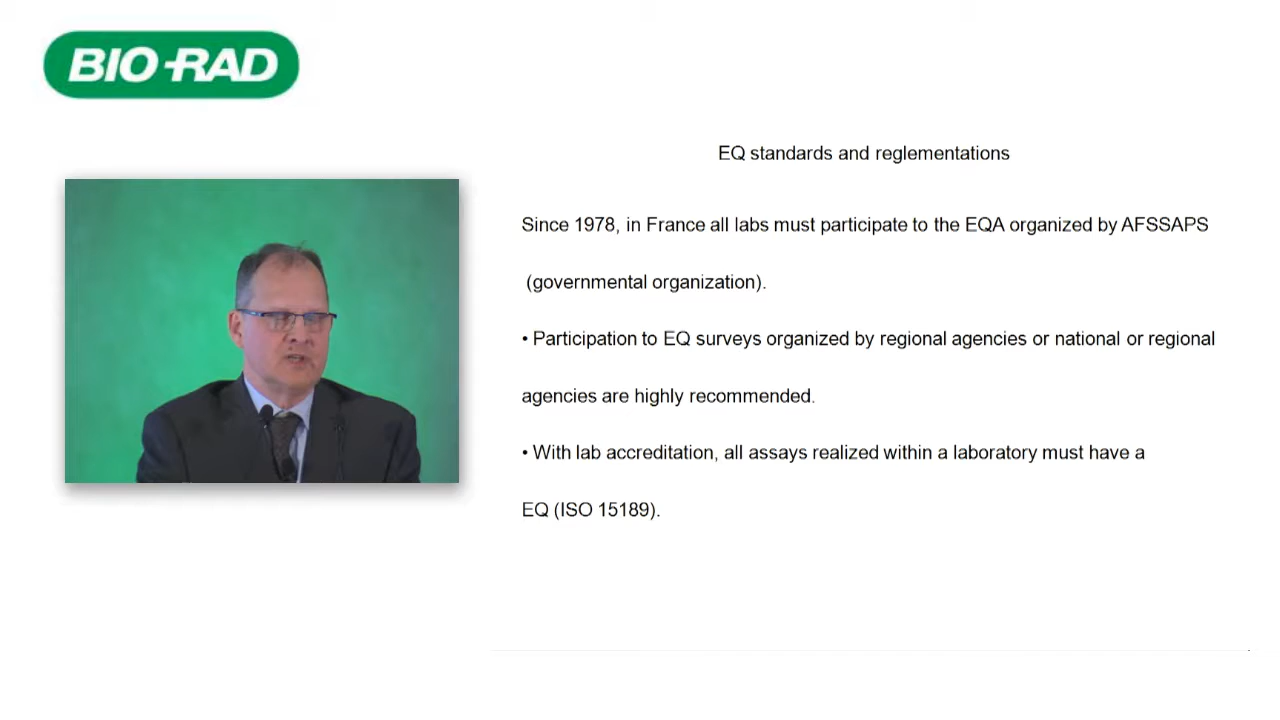 BIO-RAD
EQ standards and reglementations
Since 1978, in France all labs must participate to the EQA organized by AFSSAPS
(governmental organization).
• Participation to EQ surveys organized by regional agencies or national or regional
agencies are highly recommended.
• With lab accreditation, all assays realized within a laboratory must have a
EQ (ISO 15189).